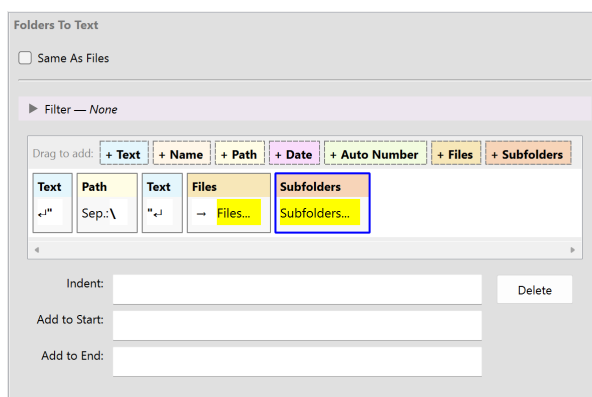 Folders To Text
Same As Files
Filter — None
Drag to add: + Text + Name + Path + Date + Auto Number + Files + Subfolders
Text Path Text Files Subfolders
↵" Sep.:\ "↵ → Files... Subfolders...
Indent: Delete
Add to Start:
Add to End: